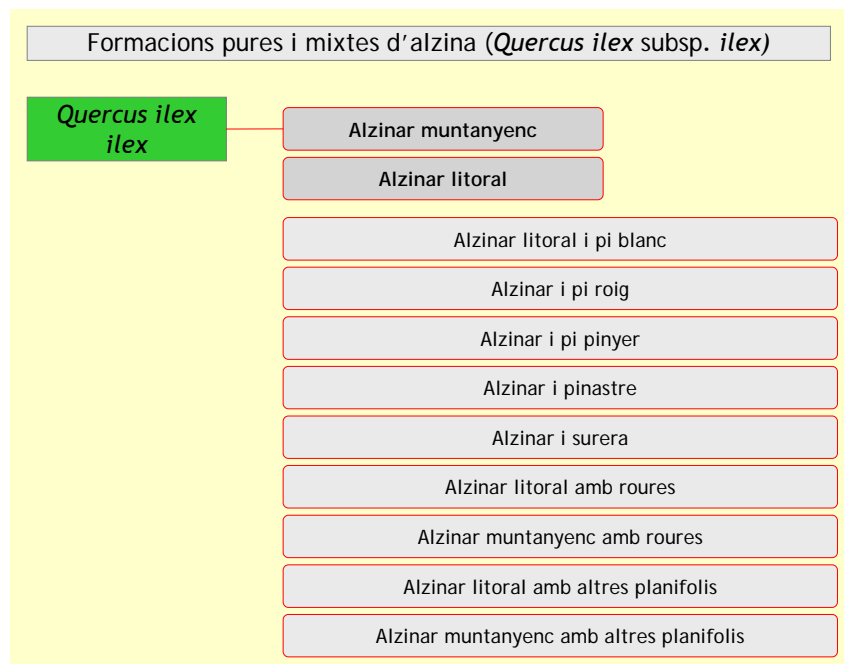 Formacions pures i mixtes d’alzina (Quercus ilex subsp. ilex)
Quercus ilex
ilex
Alzinar muntanyenc
Alzinar litoral
Alzinar litoral i pi blanc
Alzinar i pi roig
Alzinar i pi pinyer
Alzinar i pinastre
Alzinar i surera
Alzinar litoral amb roures
Alzinar muntanyenc amb roures
Alzinar litoral amb altres planifolis
Alzinar muntanyenc amb altres planifolis